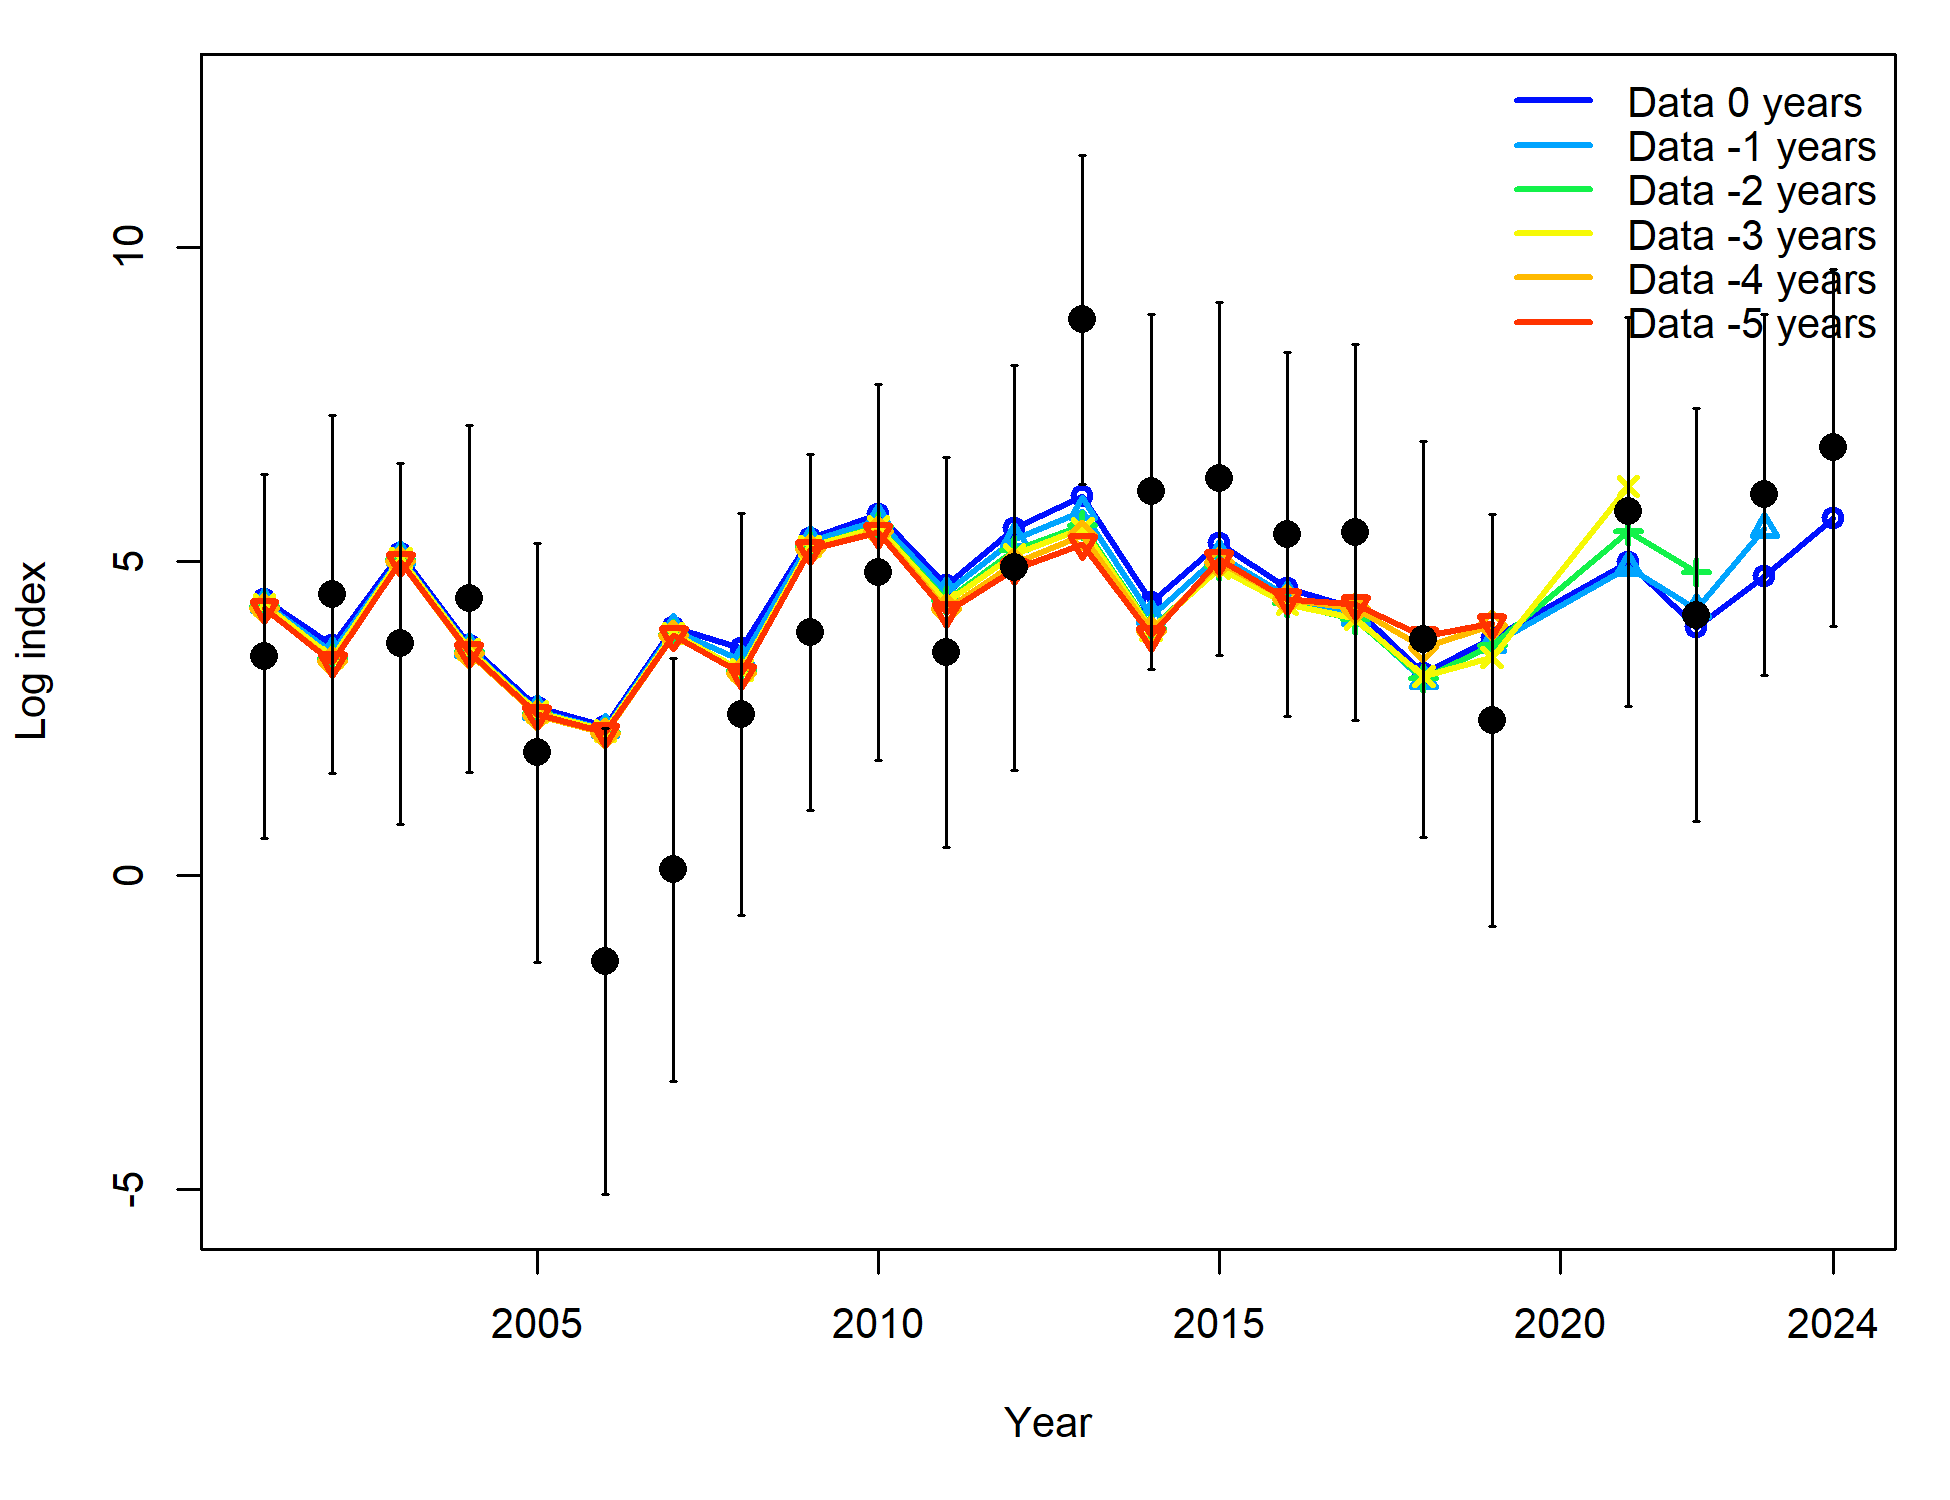 Data 0 years
Data -1 years
Data -2 years
Data -3 years
Data -4 years
Data -5 years
10
5
0
-5
Log index
2005
2010
2015
2020
2024
Year